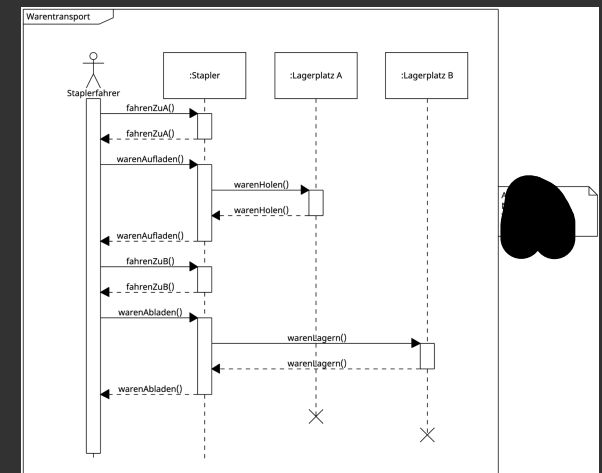 Warentransport
:Stapler
:Lagerplatz A
:Lagerplatz B
Staplerfahrer
fahrenZuA()
fahrenZuA()
warenAufladen()
warenHolen()
warenHolen()
warenAufladen()
fahrenZuB()
fahrenZuB()
warenAbladen()
warenLagern()
warenLagern()
warenAbladen()